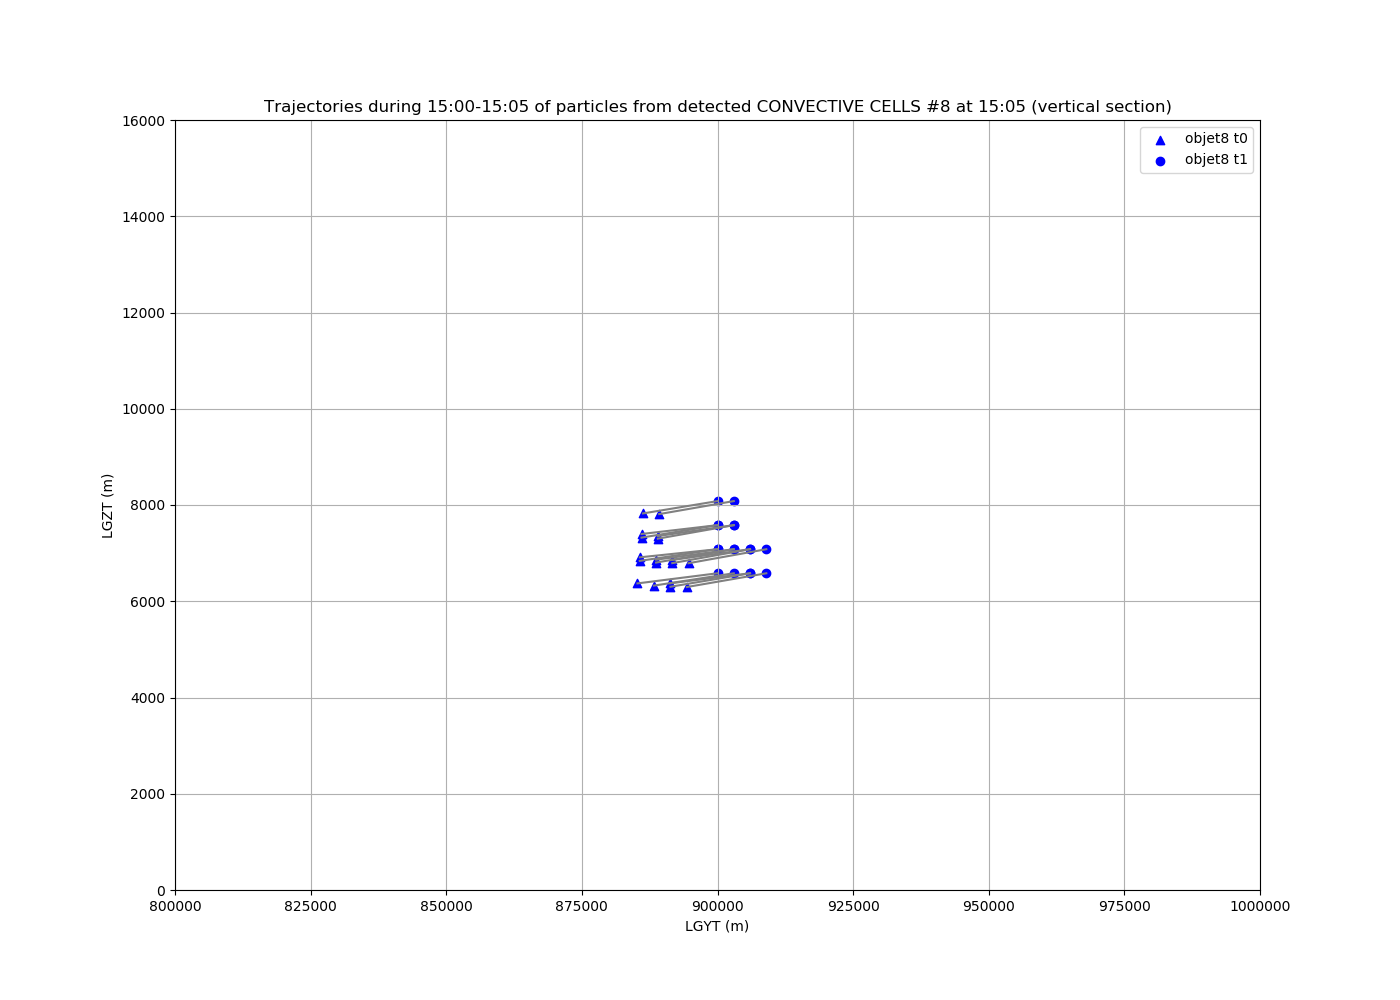 Trajectories during 15:00-15:05 of particles from detected CONVECTIVE CELLS #8 at 15:05 (vertical section)
objet8 t0
objet8 t1
16000
14000
12000
10000
8000
6000
4000
2000
0
LGZT (m)
800000 825000 850000 875000 900000 925000 950000 975000 1000000
LGYT (m)